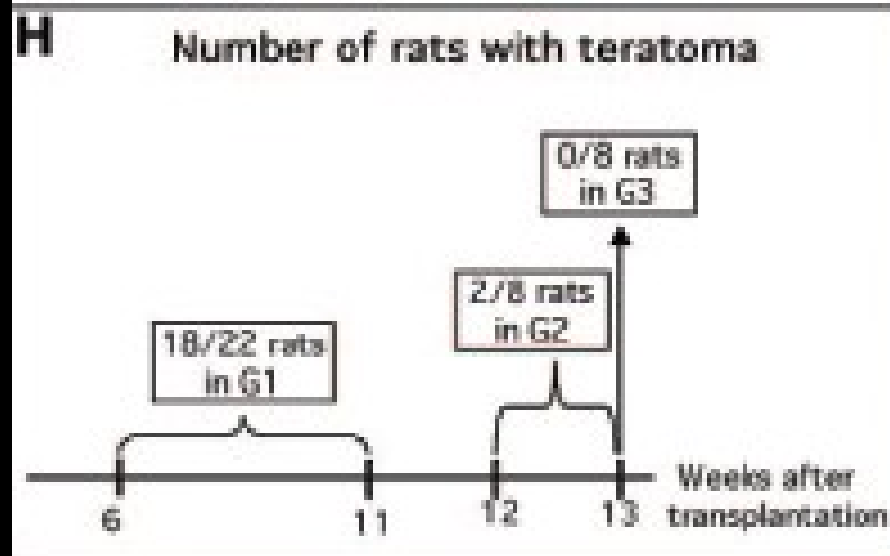 H
Number of rats with teratoma
0/8 rats
in G3
2/8 rats
in G2
18/22 rats
in G1
6
11
12
13
Weeks after
transplantation